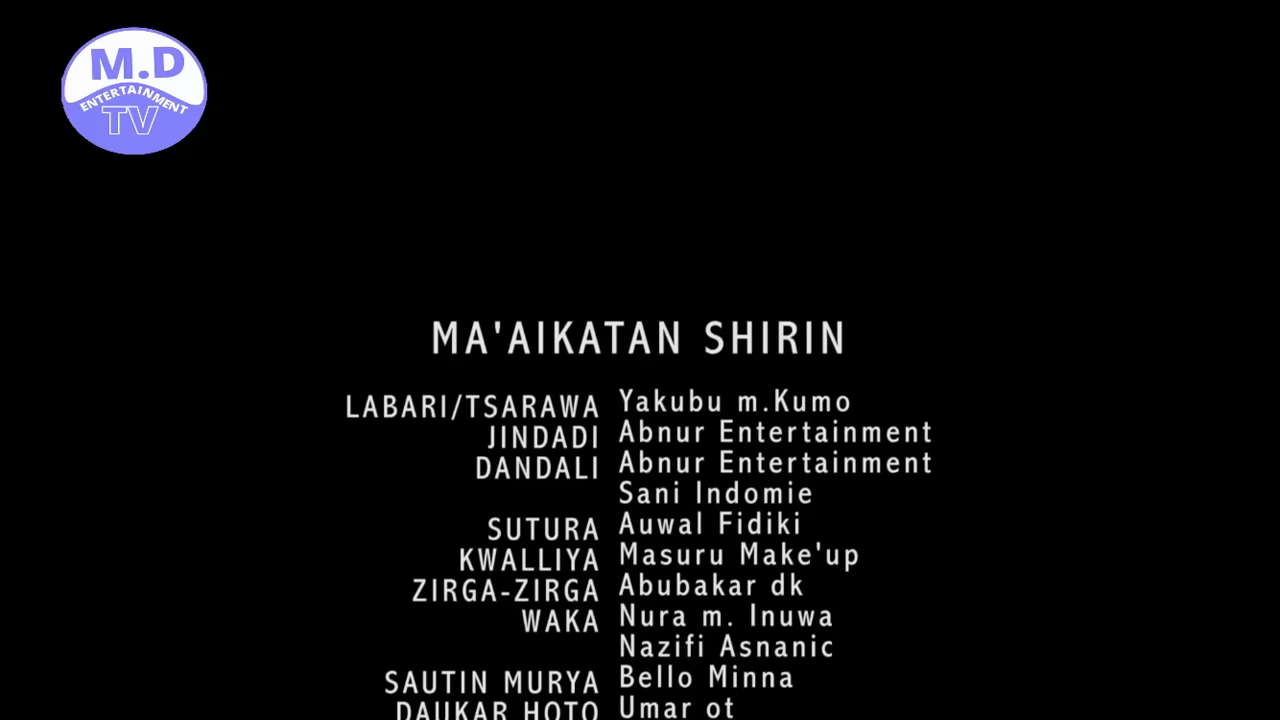 M.D
ENTERTAINMENT
TV
MA'AIKATAN SHIRIN
LABARI/TSARAWA Yakubu m.Kumo
JINDADI Abnur Entertainment
DANDALI Abnur Entertainment
Sani Indomie
SUTURA Auwal Fidiki
KWALLIYA Masuru Make'up
ZIRGA-ZIRGA Abubakar dk
WAKA Nura m. Inuwa
Nazifi Asnanic
SAUTIN MURYA Bello Minna
DAUKAR HOTO Umar ot